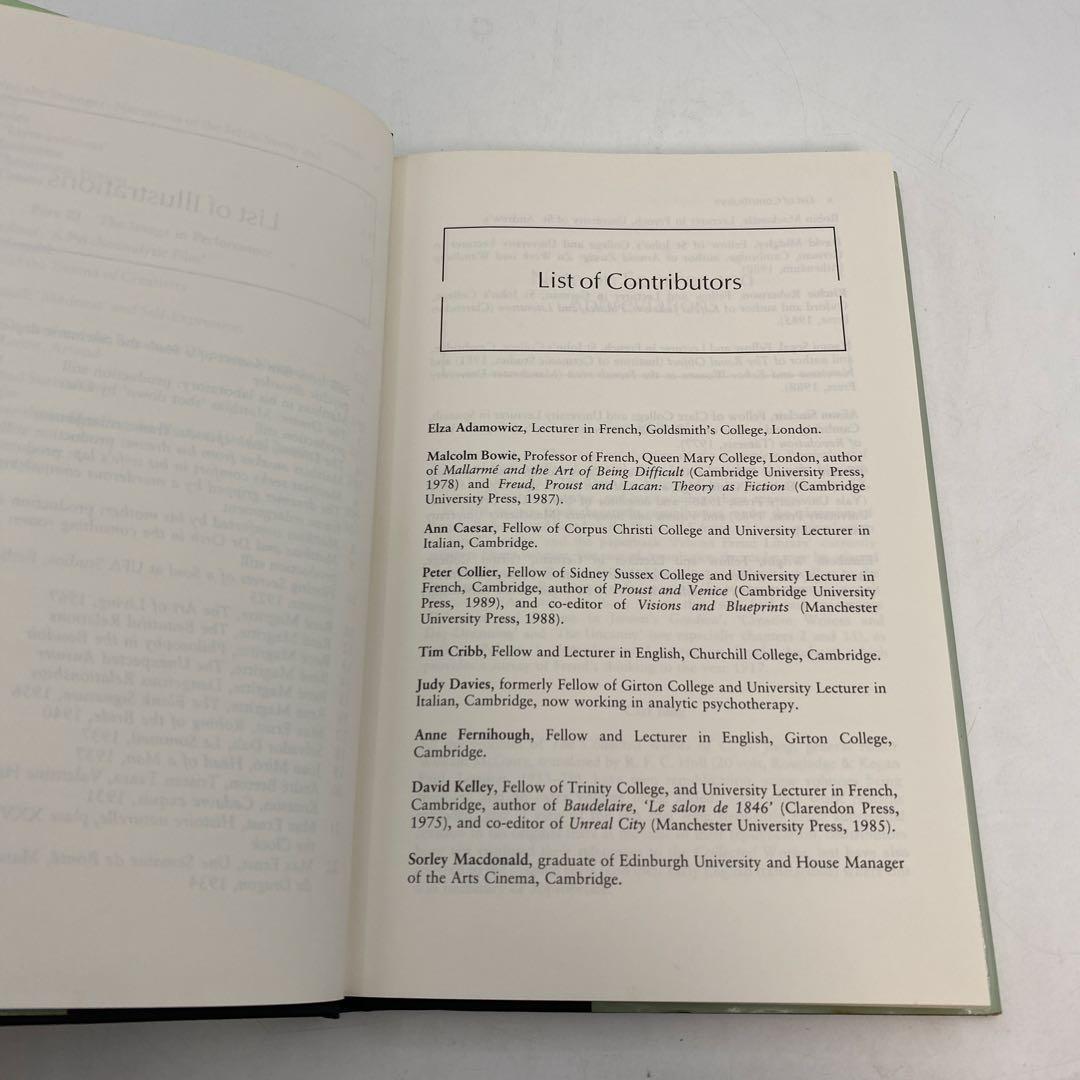 List of Contributors
Elza Adamowicz, Lecturer in French, Goldsmith's College, London.
Malcolm Bowie, Professor of French, Queen Mary College, London, author
of Mallarmé and the Art of Being Difficult (Cambridge University Press,
1978) and Freud, Proust and Lacan: Theory as Fiction (Cambridge
University Press, 1987).
Ann Caesar, Fellow of Corpus Christi College and University Lecturer in
Italian, Cambridge.
Peter Collier, Fellow of Sidney Sussex College and University Lecturer in
French, Cambridge, author of Proust and Venice (Cambridge University
Press, 1989), and co-editor of Visions and Blueprints (Manchester
University Press, 1988).
Tim Cribb, Fellow and Lecturer in English, Churchill College, Cambridge.
Judy Davies, formerly Fellow of Girton College and University Lecturer in
Italian, Cambridge, now working in analytic psychotherapy.
Anne Fernihough, Fellow and Lecturer in English, Girton College,
Cambridge.
David Kelley, Fellow of Trinity College, and University Lecturer in French,
Cambridge, author of Baudelaire, 'Le salon de 1846' (Clarendon Press,
1975), and co-editor of Unreal City (Manchester University Press, 1985).
Sorley Macdonald, graduate of Edinburgh University and House Manager
of the Arts Cinema, Cambridge.